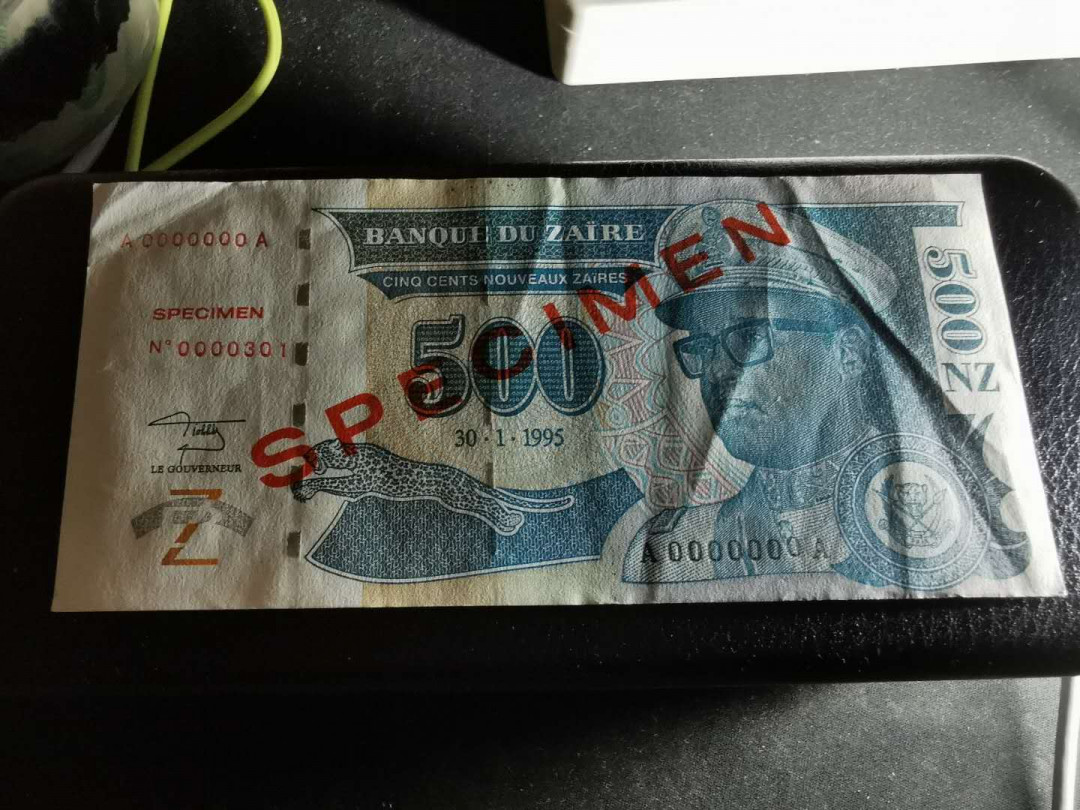 A 0000000 A
BANQUE DU ZAÏRE
CINQ CENTS NOUVEAUX ZAÏRES
SPECIMEN
N° 0000301
SPECIMEN
500
30 · 1 · 1995
500 NZ
LE GOUVERNEUR
Z
A 0000000 A